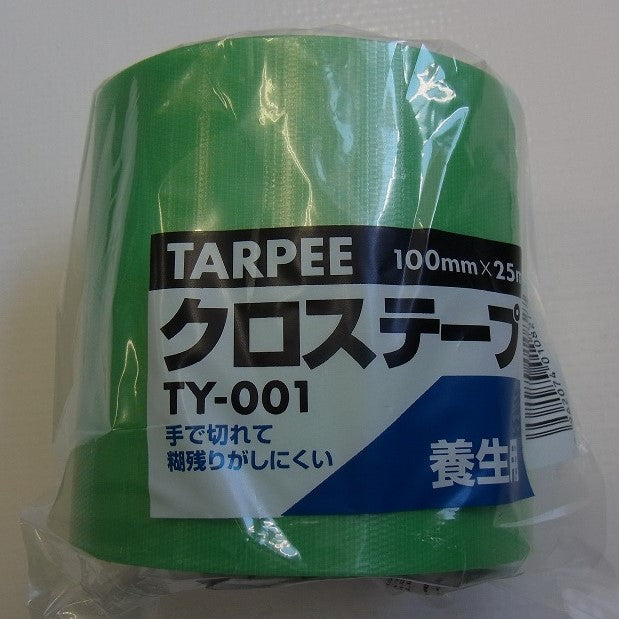 TARPEE
100mm×25m
クロステープ
TY-001
手で切れて
糊残りがしにくい
養生用